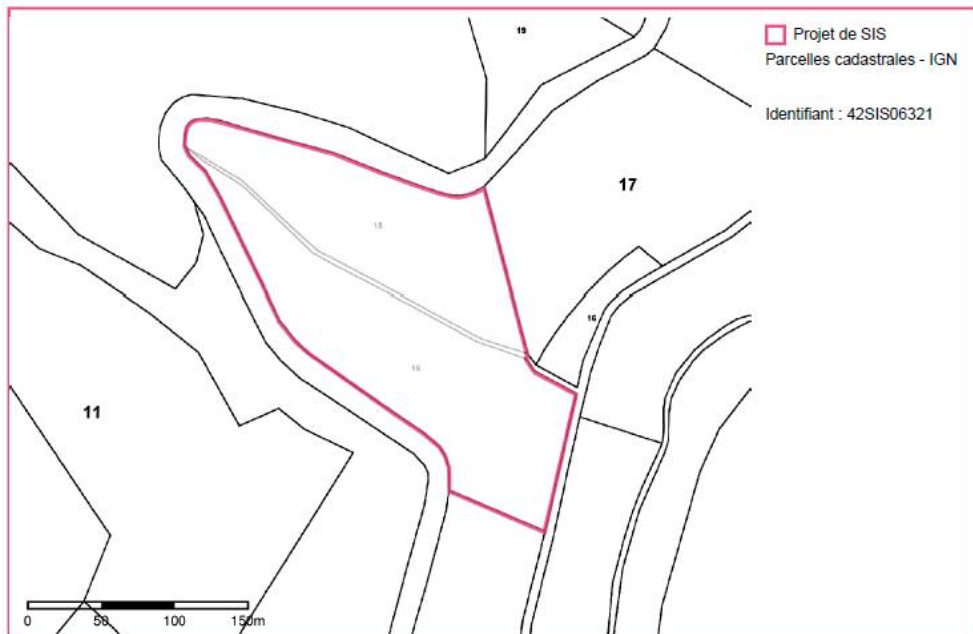 Projet de SIS
Parcelles cadastrales - IGN
Identifiant : 42SIS06321
19
17
16
11
0 50 100 150m